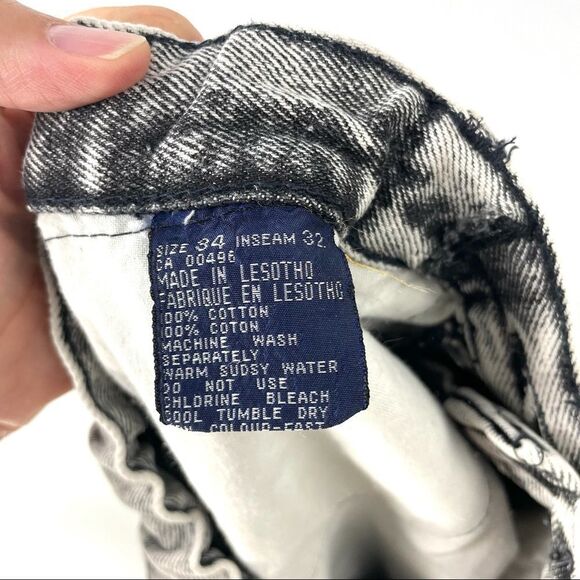 SIZE 34 INSEAM 32
CA 00496
MADE IN LESOTHO
FABRIQUE EN LESOTHO
100% COTTON
100% COTON
MACHINE WASH
SEPARATELY
WARM SUDSY WATER
DO NOT USE
CHLORINE BLEACH
COOL TUMBLE DRY
COLOUR-FAST